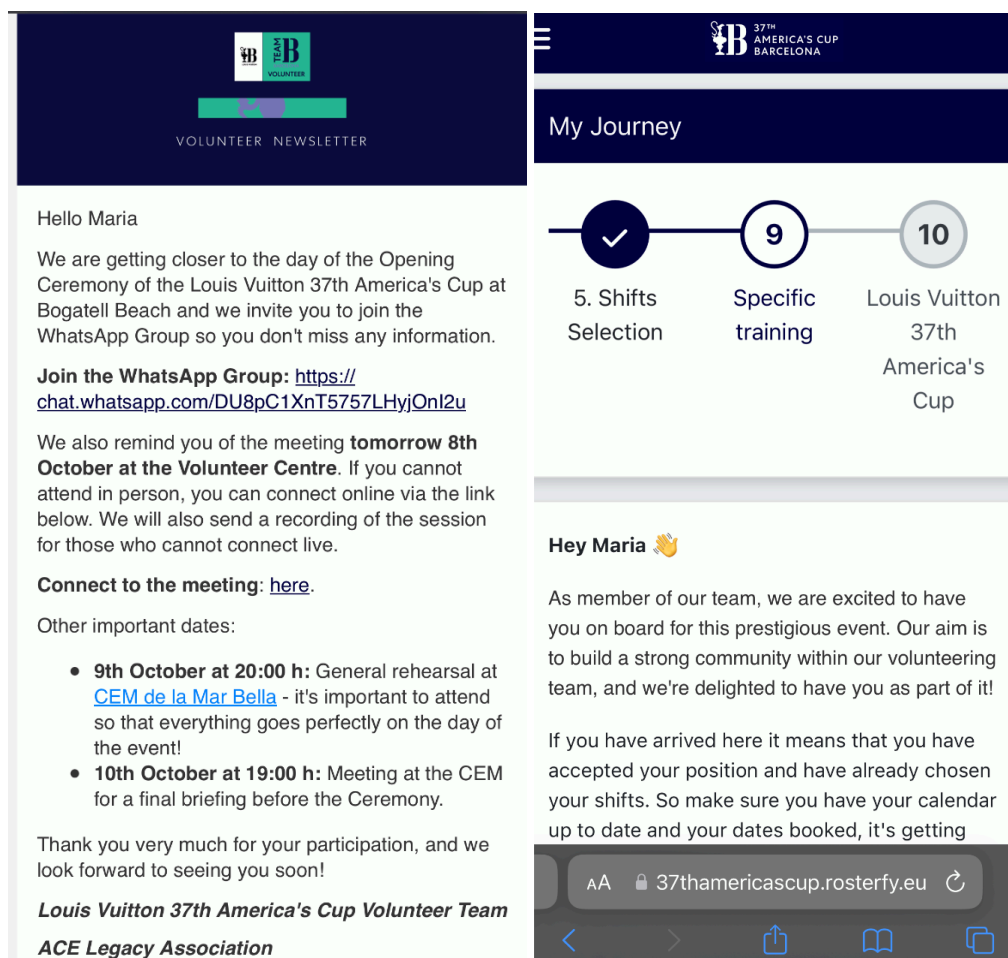 TEAM
B
VOLUNTEER
VOLUNTEER NEWSLETTER
Hello Maria
We are getting closer to the day of the Opening
Ceremony of the Louis Vuitton 37th America's Cup at
Bogatell Beach and we invite you to join the
WhatsApp Group so you don't miss any information.
Join the WhatsApp Group: https://
chat.whatsapp.com/DU8pC1XnT5757LHyjOnI2u
We also remind you of the meeting tomorrow 8th
October at the Volunteer Centre. If you cannot
attend in person, you can connect online via the link
below. We will also send a recording of the session
for those who cannot connect live.
Connect to the meeting: here.
Other important dates:
• 9th October at 20:00 h: General rehearsal at
CEM de la Mar Bella - it's important to attend
so that everything goes perfectly on the day of
the event!
• 10th October at 19:00 h: Meeting at the CEM
for a final briefing before the Ceremony.
Thank you very much for your participation, and we
look forward to seeing you soon!
Louis Vuitton 37th America's Cup Volunteer Team
ACE Legacy Association
B
37TH
AMERICA'S CUP
BARCELONA
My Journey
9
10
5. Shifts
Selection
Specific
training
Louis Vuitton
37th
America's
Cup
Hey Maria 👋
As member of our team, we are excited to have
you on board for this prestigious event. Our aim is
to build a strong community within our volunteering
team, and we're delighted to have you as part of it!
If you have arrived here it means that you have
accepted your position and have already chosen
your shifts. So make sure you have your calendar
up to date and your dates booked, it's getting
AA 37thamericascup.rosterfy.eu